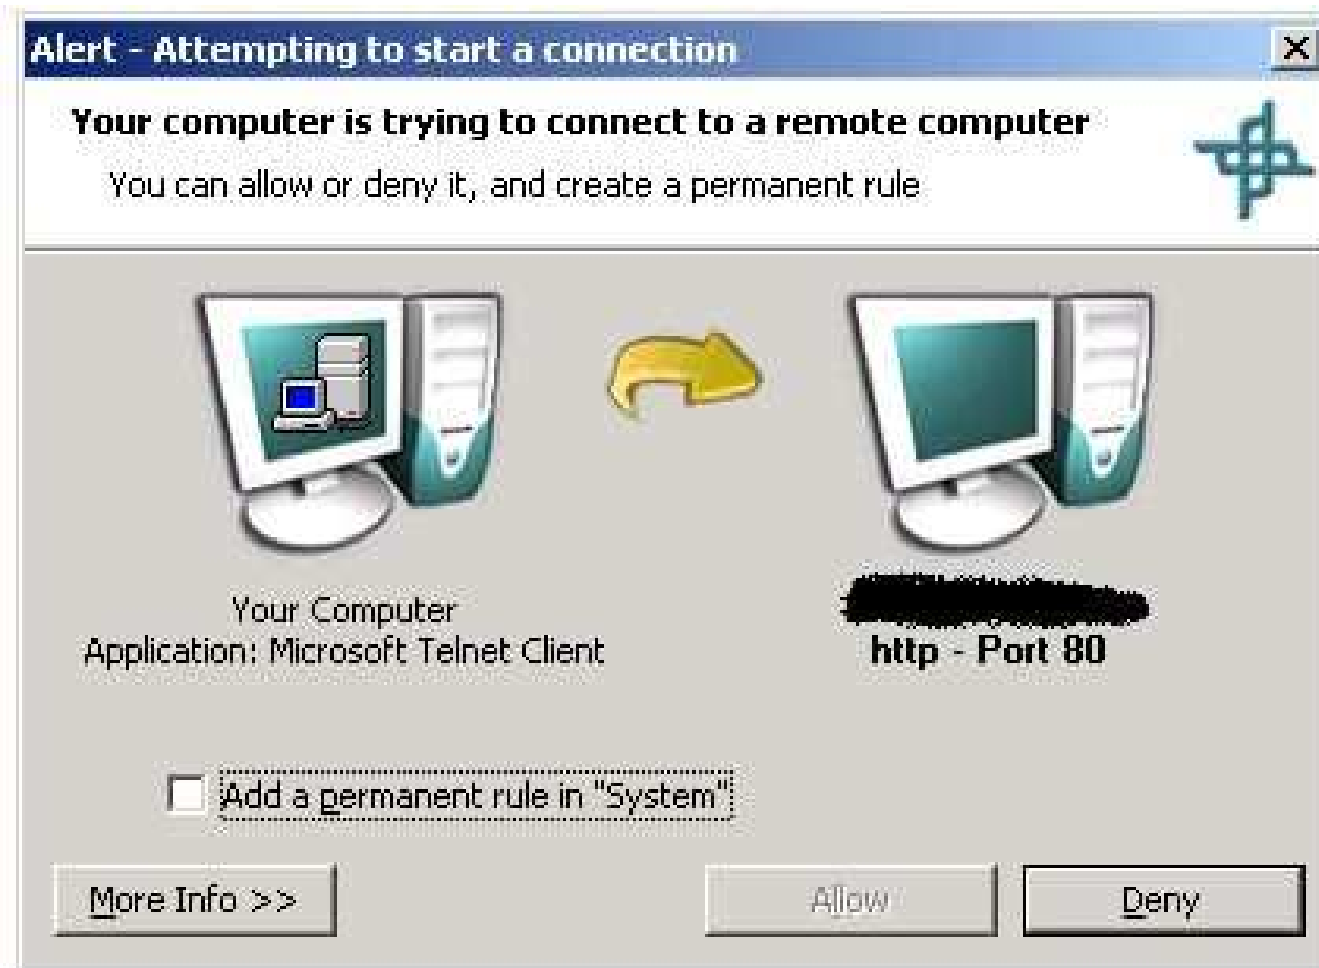 Alert - Attempting to start a connection
Your computer is trying to connect to a remote computer
You can allow or deny it, and create a permanent rule
Your Computer
Application: Microsoft Telnet Client
http - Port 80
Add a permanent rule in "System"
More Info >>
Allow
Deny